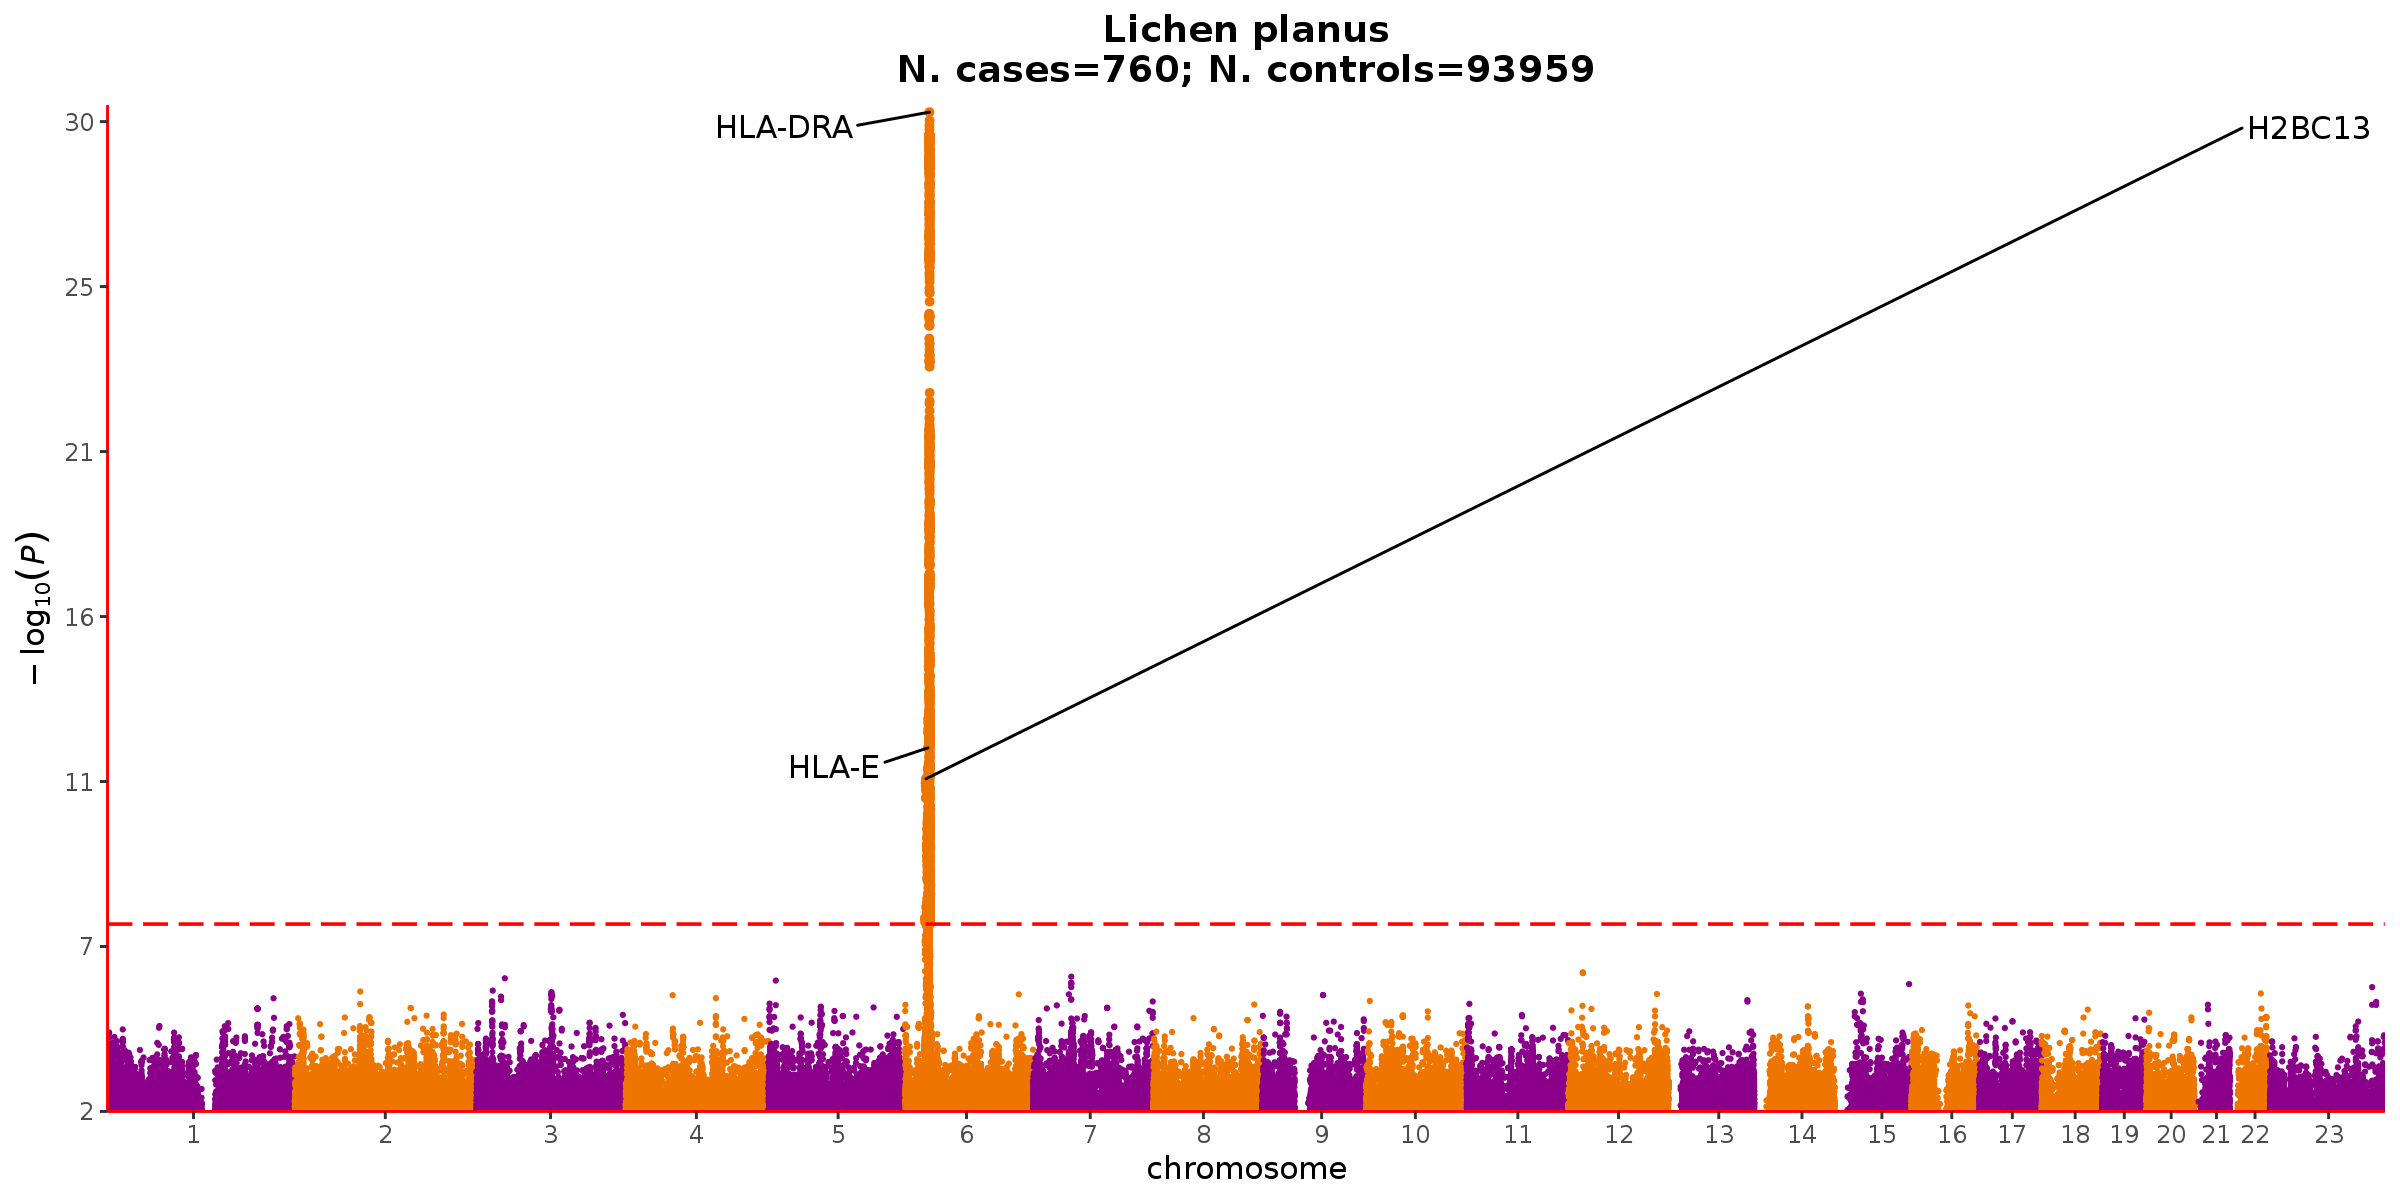 Lichen planus
N. cases=760; N. controls=93959
HLA-DRA
H2BC13
HLA-E
30
25
21
16
11
7
2
−log10(P)
1 2 3 4 5 6 7 8 9 10 11 12 13 14 15 16 17 18 19 20 21 22 23
chromosome